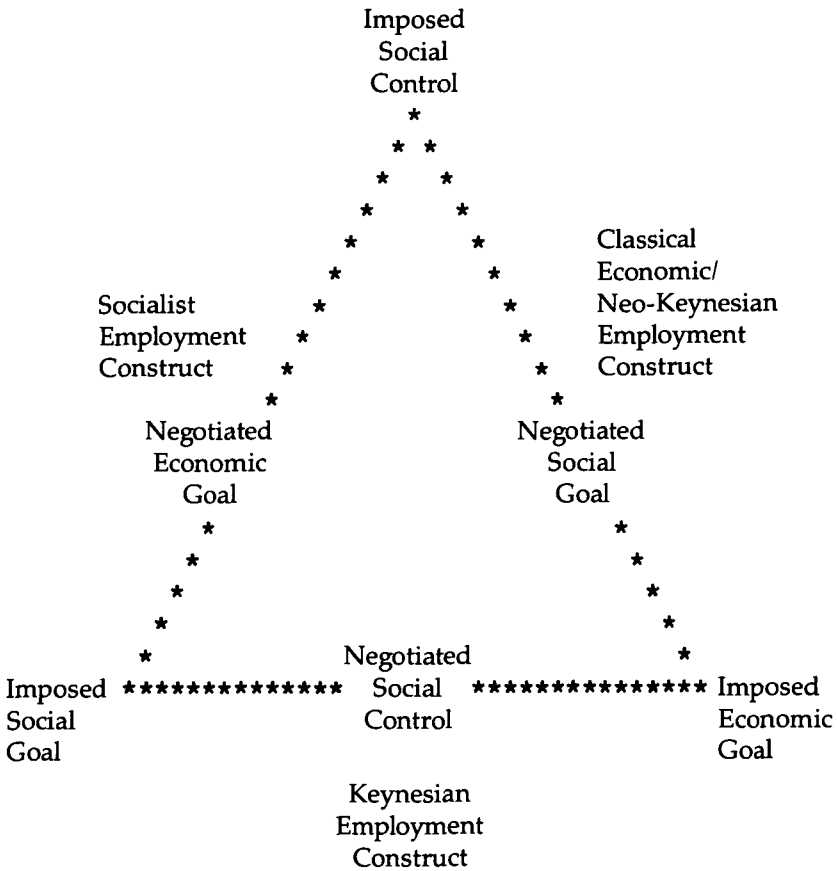 Imposed
Social
Control
Classical
Economic/
Neo-Keynesian
Employment
Construct
Socialist
Employment
Construct
Negotiated
Economic
Goal
Negotiated
Social
Goal
Imposed
Social
Goal
Negotiated
Social
Control
Imposed
Economic
Goal
Keynesian
Employment
Construct